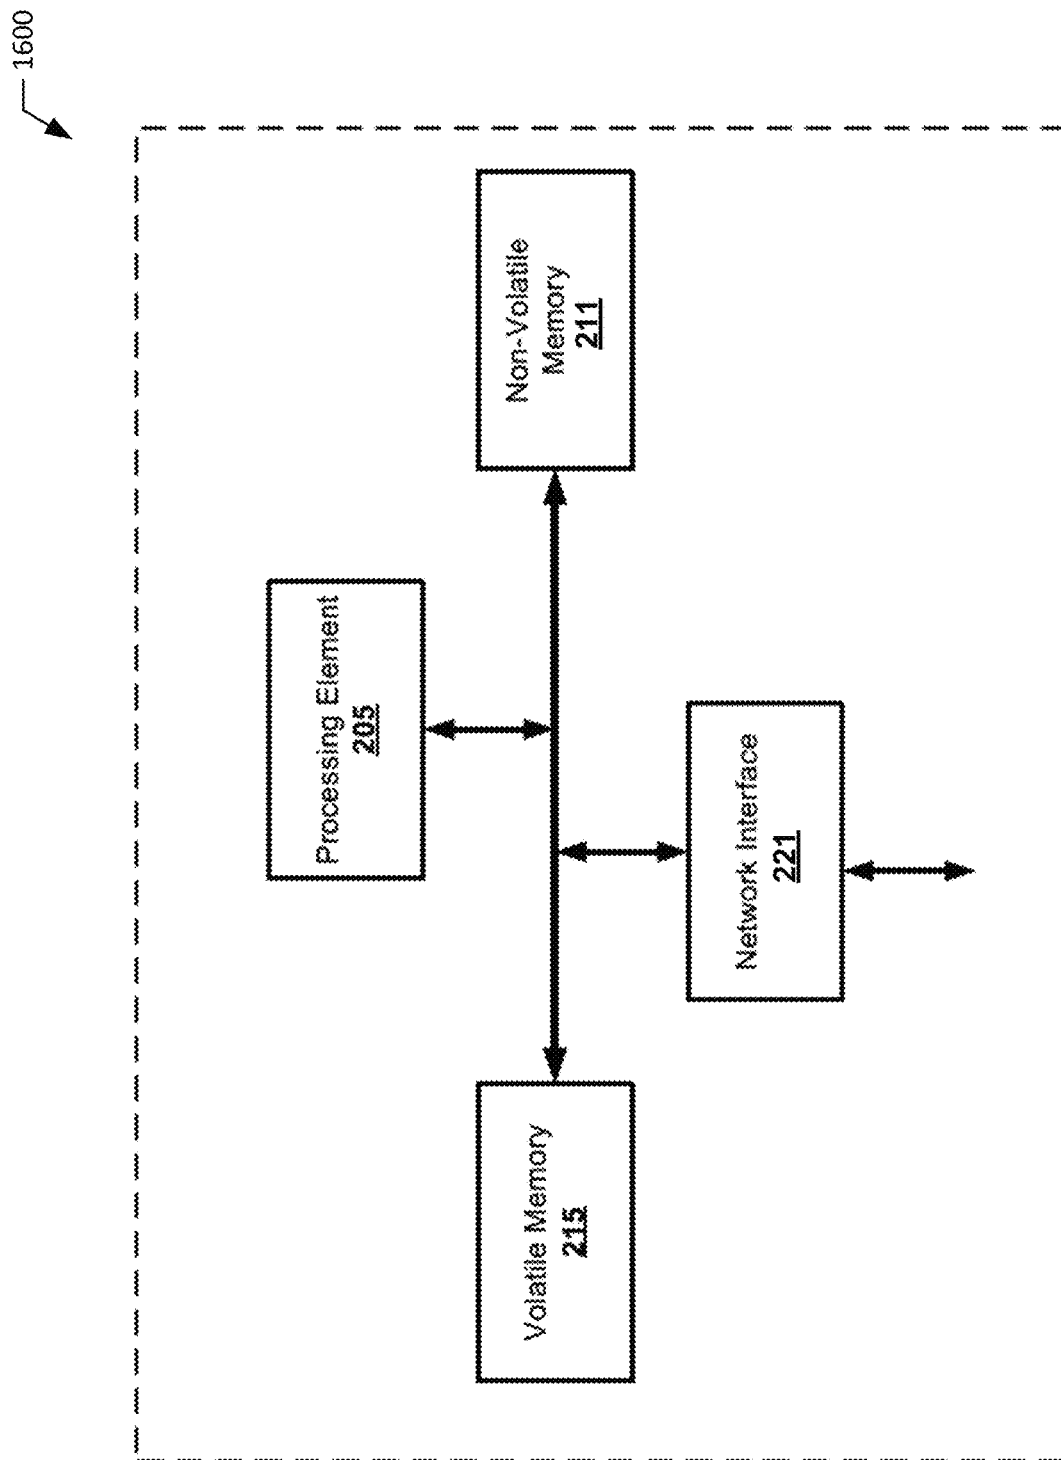 1600
Volatile Memory
215
Processing Element
205
Network Interface
221
Non-Volatile
Memory
211